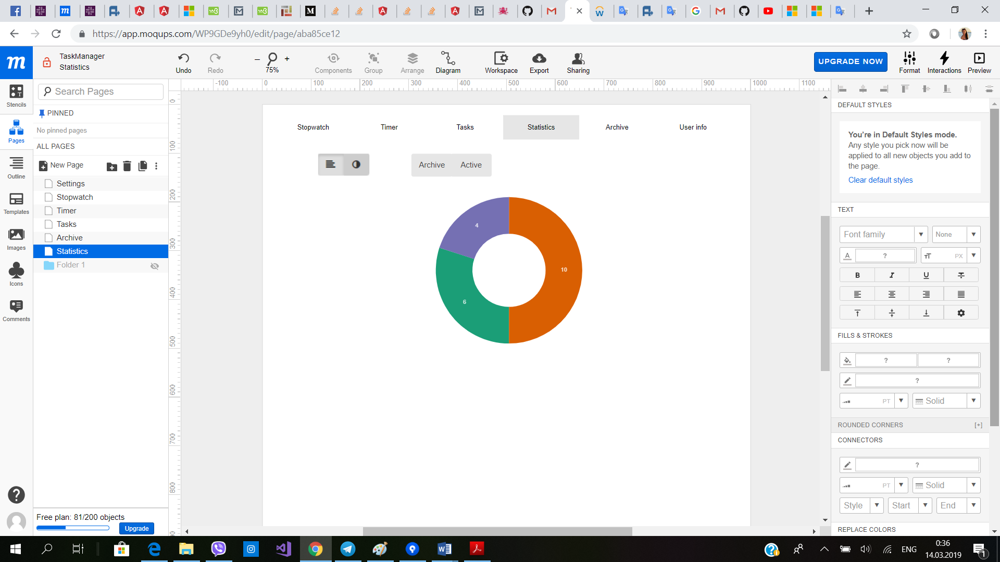 https://app.moqups.com/WP9GDe9yh0/edit/page/aba85ce12
TaskManager
Statistics
Undo
Redo
75%
Components
Group
Arrange
Diagram
Workspace
Export
Sharing
UPGRADE NOW
Format
Interactions
Preview
Stencils
Pages
Outline
Templates
Images
Icons
Comments
Search Pages
PINNED
No pinned pages
ALL PAGES
New Page
Settings
Stopwatch
Timer
Tasks
Archive
Statistics
Folder 1
Free plan: 81/200 objects
Upgrade
-100 0 100 200 300 400 500 600 700 800 900 1000 1100
0
100
200
300
400
500
600
700
800
Stopwatch Timer Tasks Statistics Archive User info
Archive Active
4
10
6
DEFAULT STYLES
You're in Default Styles mode.
Any style you pick now will be
applied to all new objects you add to
the page.
Clear default styles
TEXT
Font family None
A ? TT PX
B I U
FILLS & STROKES
? ?
?
PT Solid
ROUNDED CORNERS [+]
CONNECTORS
?
PT Solid
Style Start End
REPLACE COLORS
ENG
0:36
14.03.2019
1